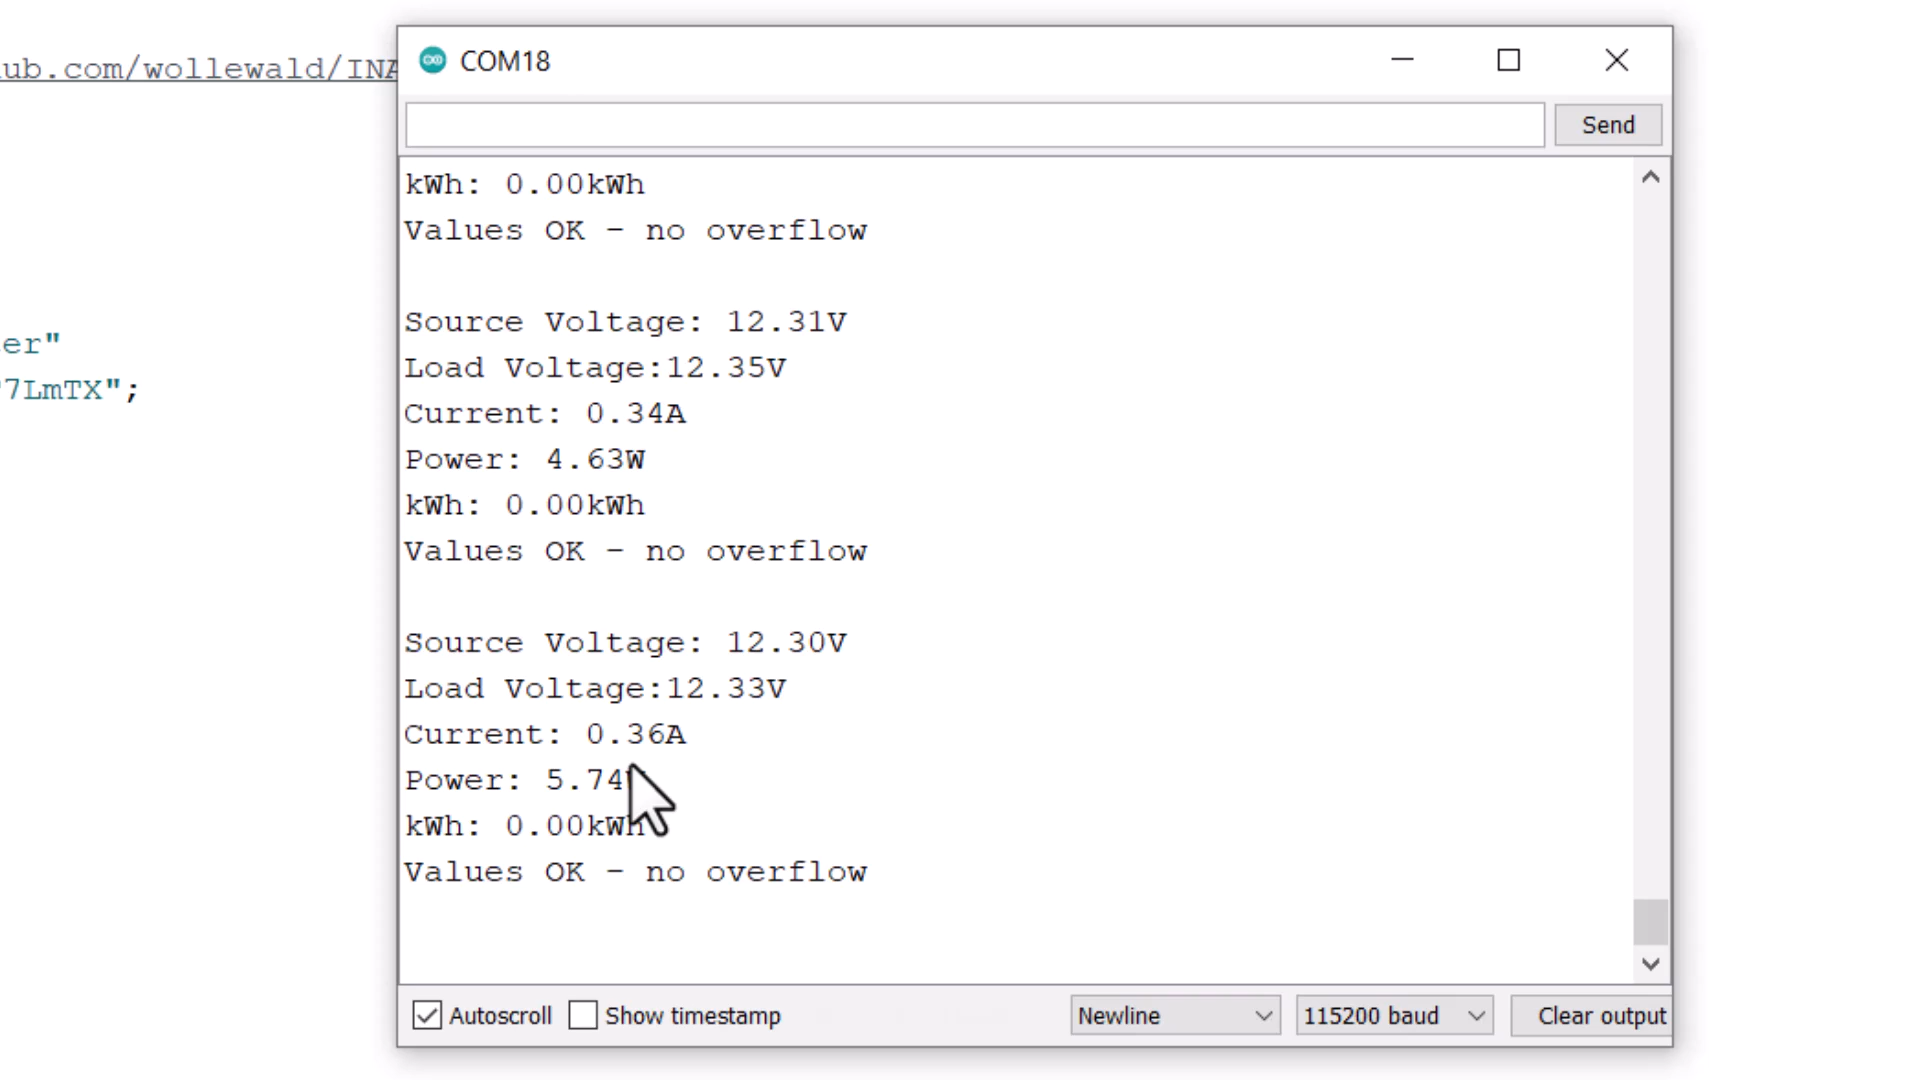 COM18
ub.com/wollewald/INA
Send
kWh: 0.00kWh
Values OK - no overflow
Source Voltage: 12.31V
er"
Load Voltage:12.35V
7LmTX";
Current: 0.34A
Power: 4.63W
kWh: 0.00kWh
Values OK - no overflow
Source Voltage: 12.30V
Load Voltage:12.33V
Current: 0.36A
Power: 5.74
kWh: 0.00kWh
Values OK - no overflow
Autoscroll Show timestamp Newline 115200 baud Clear output